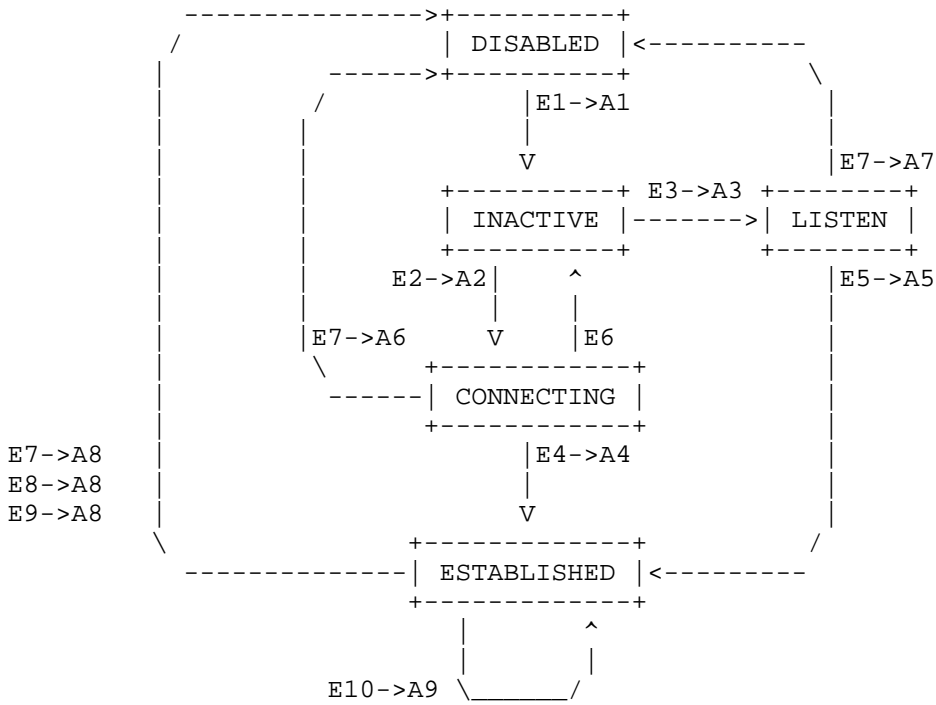 DISABLED
E1->A1
V
E7->A7
E3->A3
INACTIVE
LISTEN
E2->A2
E5->A5
E7->A6
V
E6
CONNECTING
E7->A8
E4->A4
E8->A8
E9->A8
V
ESTABLISHED
E10->A9